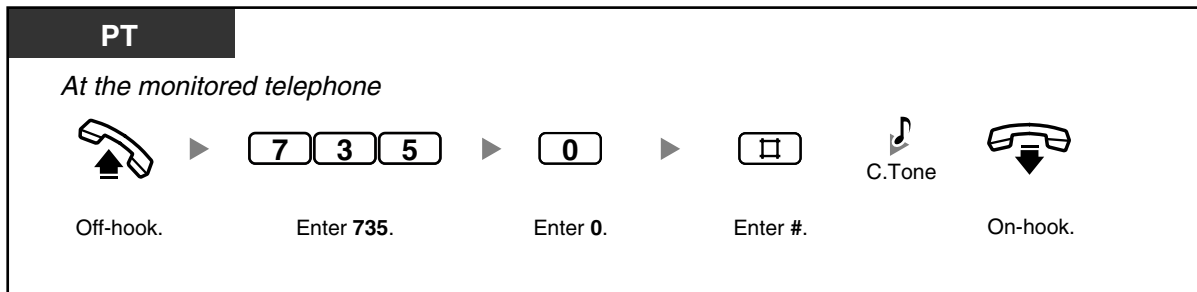 PT
At the monitored telephone
7 3 5 0 #
C.Tone
Off-hook. Enter 735. Enter 0. Enter #. On-hook.